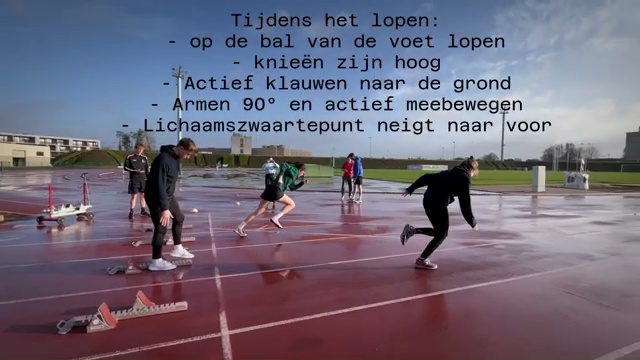 Tijdens het lopen:
- op de bal van de voet lopen
- knieën zijn hoog
- Actief klauwen naar de grond
- Armen 90° en actief meebewegen
- Lichaamszwaartepunt neigt naar voor